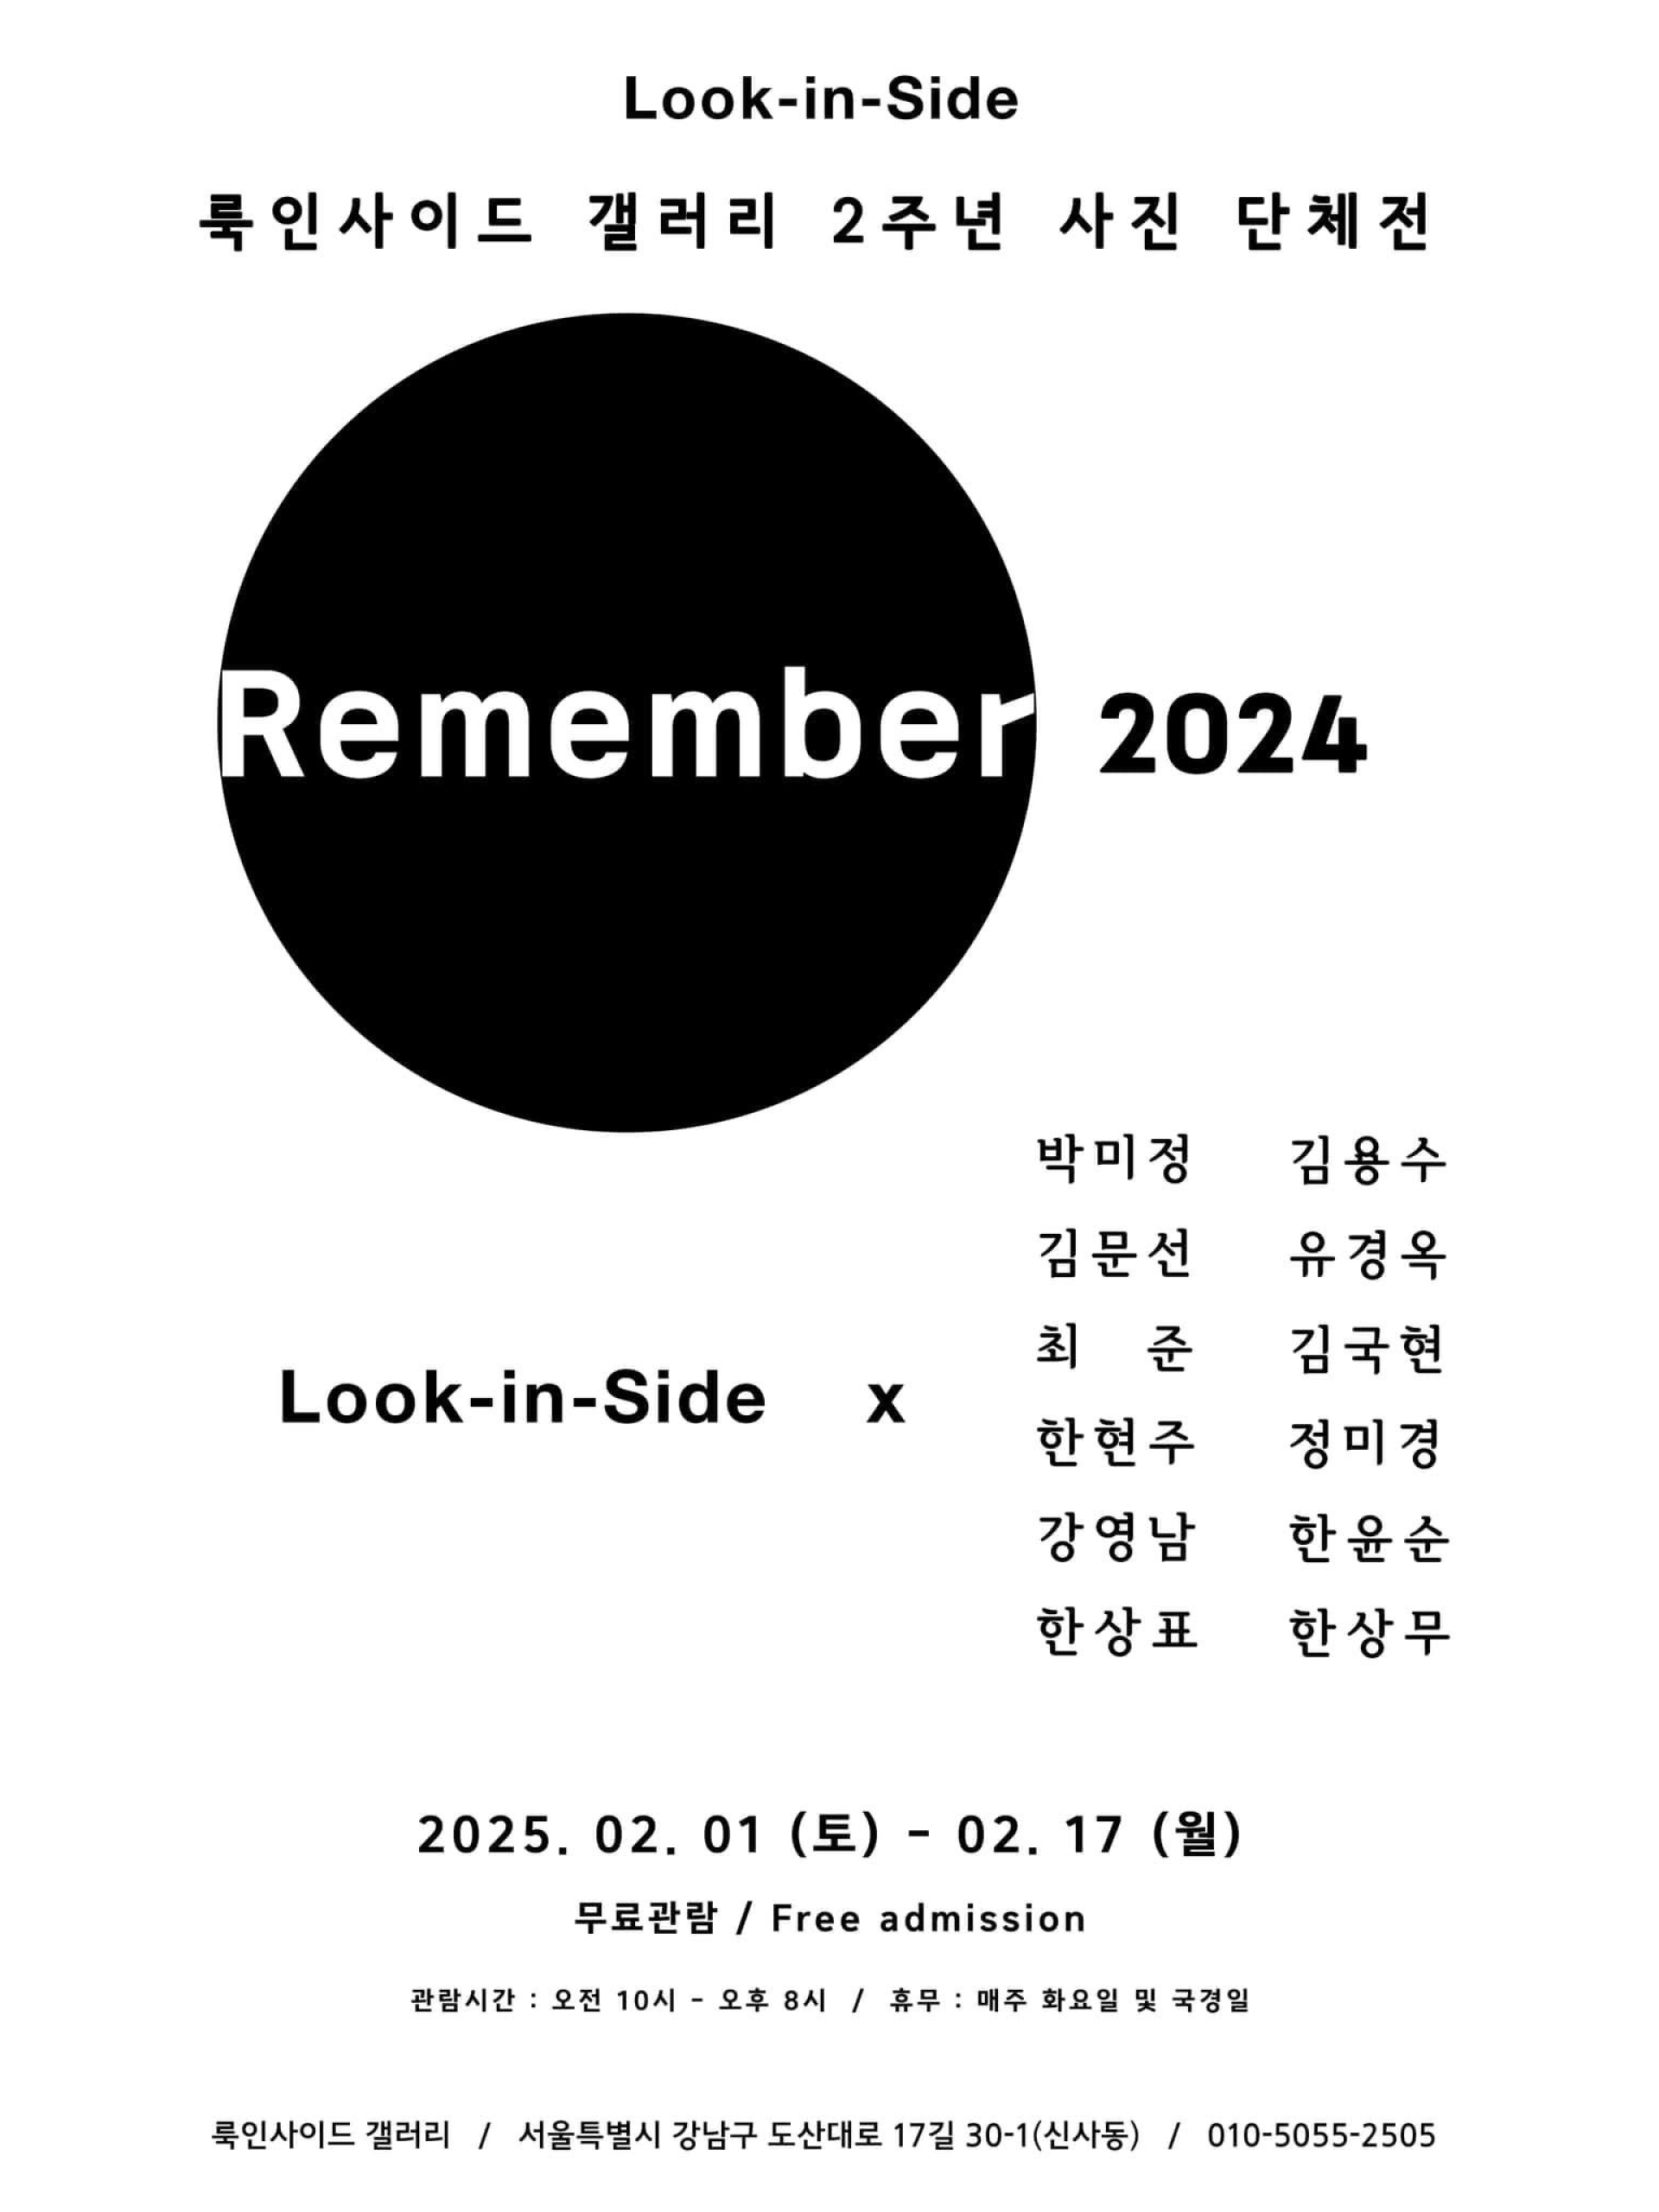 Look-in-Side
룩인사이드 갤러리 2주년 사진 단체전
Remember 2024
박미정 김용수
김문선 유경옥
최 준 김국현
Look-in-Side x
한현주 정미경
강영남 한윤순
한상표 한상무
2025. 02. 01 (토) - 02. 17 (월)
무료관람 / Free admission
관람시간 : 오전 10시 - 오후 8시 / 휴무 : 매주 화요일 및 국경일
룩인사이드 갤러리 / 서울특별시 강남구 도산대로 17길 30-1(신사동) / 010-5055-2505